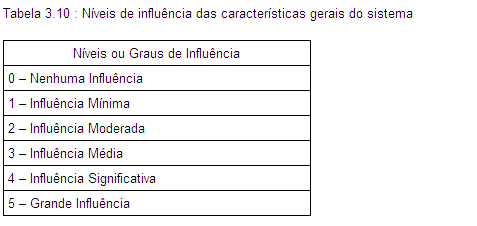 Tabela 3.10 : Níveis de influência das características gerais do sistema
Níveis ou Graus de Influência
0 – Nenhuma Influência
1 – Influência Mínima
2 – Influência Moderada
3 – Influência Média
4 – Influência Significativa
5 – Grande Influência